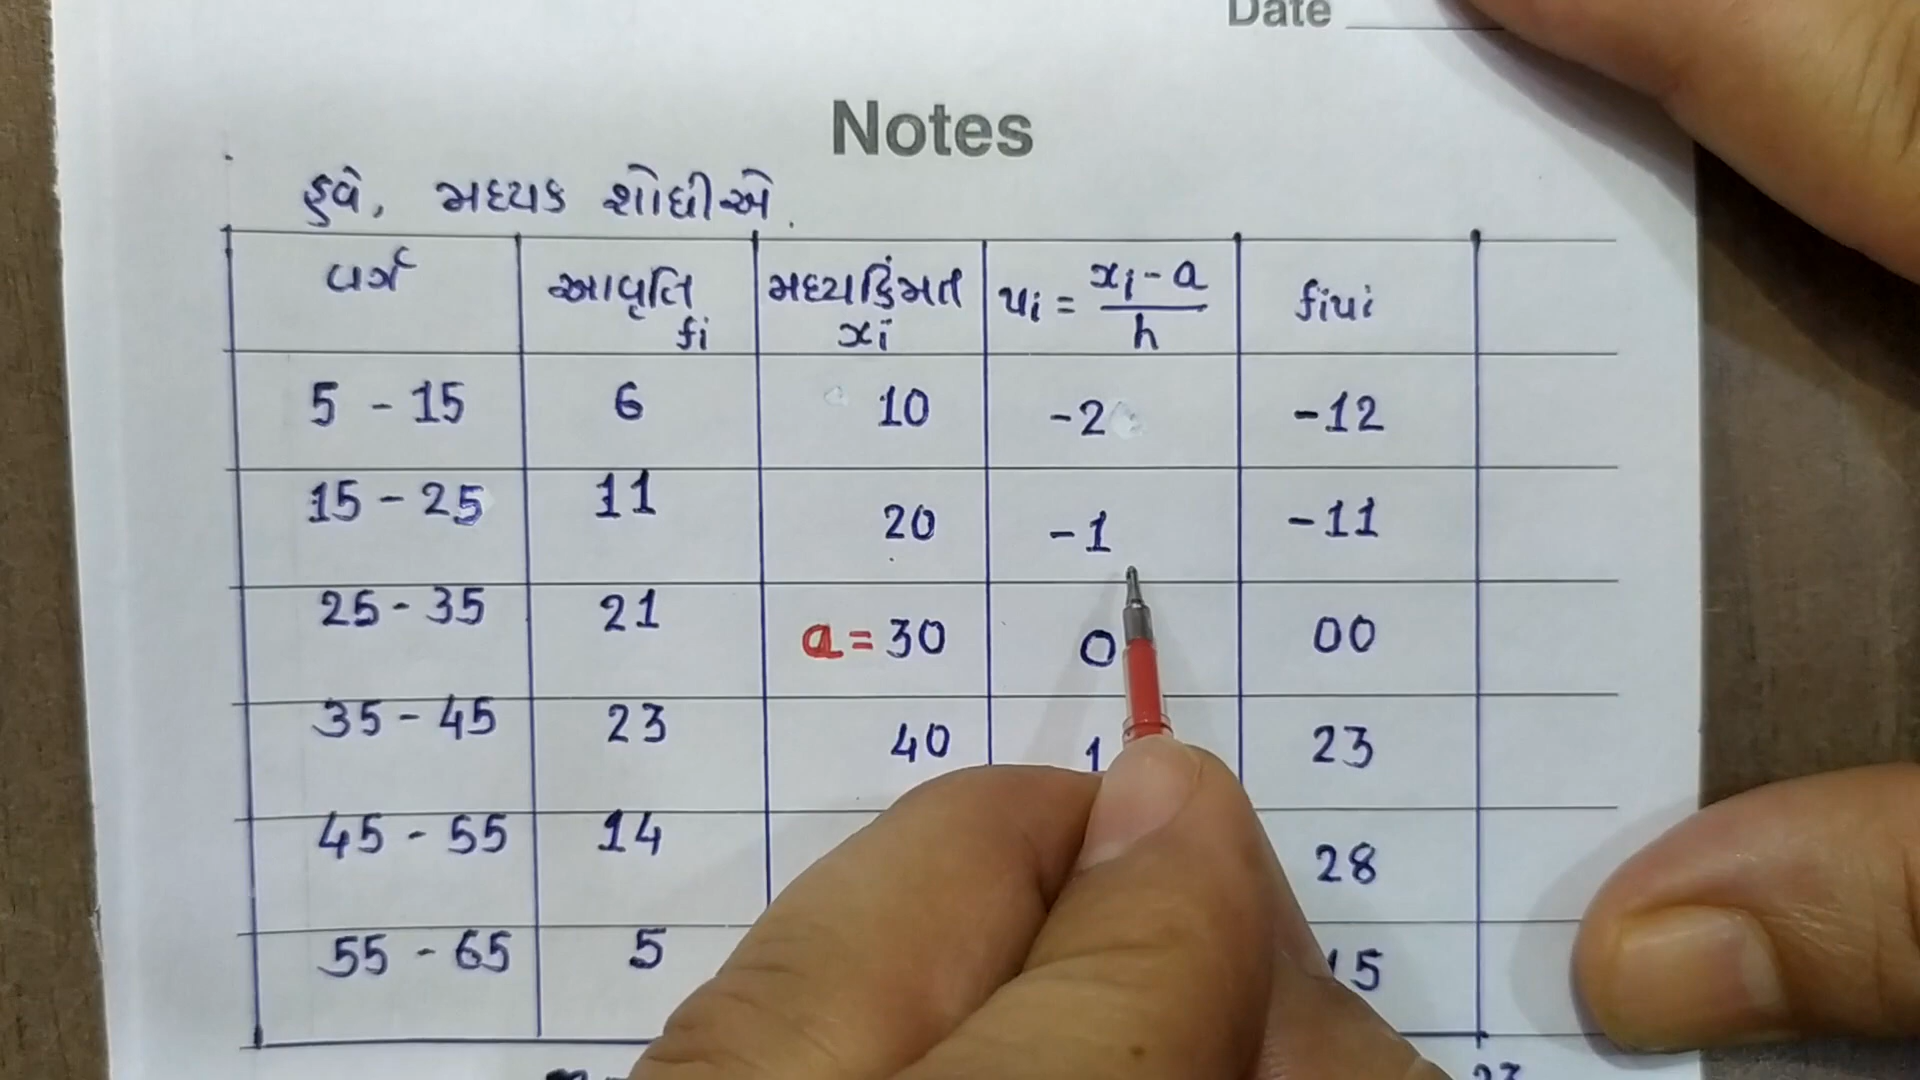 Date
Notes
હવે, મધ્યક શોધીએ.
વર્ગ આવૃતિ fi મધ્યકિંમત xi ui = xi - a / h fiui
5 - 15 6 10 -2 -12
15 - 25 11 20 -1 -11
25 - 35 21 a = 30 0 00
35 - 45 23 40 1 23
45 - 55 14 28
55 - 65 5 15